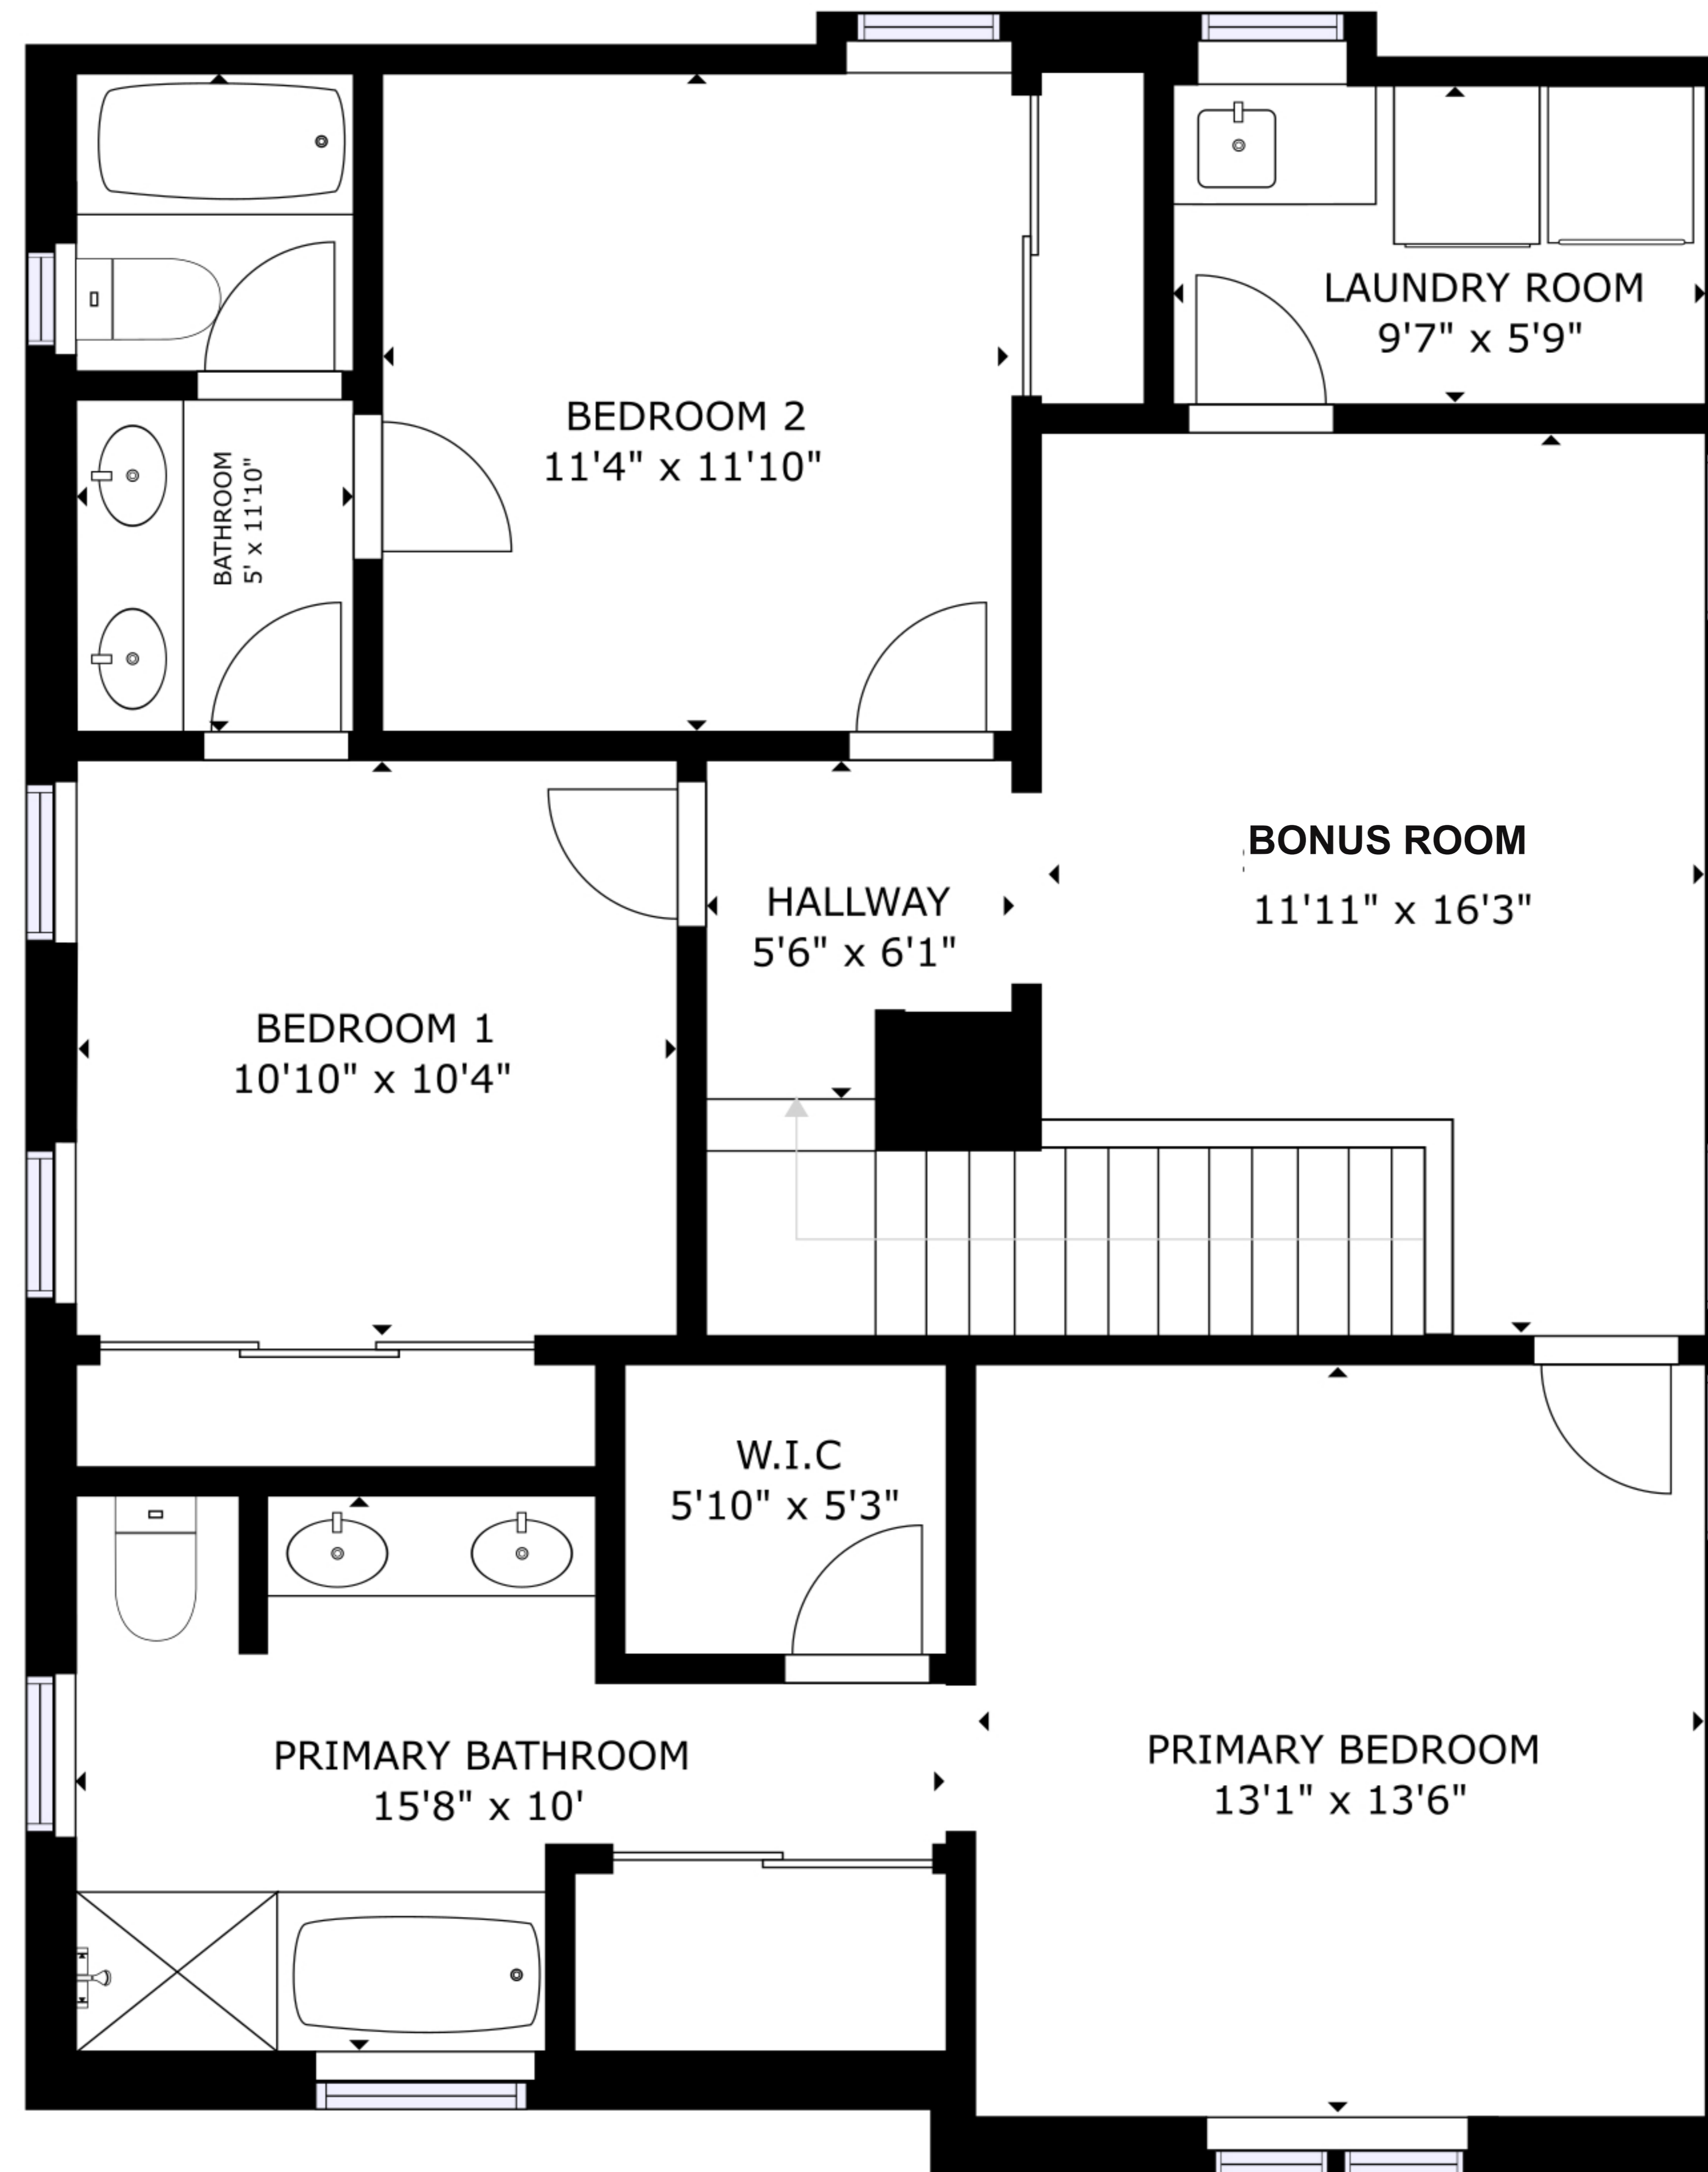 LAUNDRY ROOM
9'7" x 5'9"
BEDROOM 2
11'4" x 11'10"
BATHROOM
5' x 11'10"
BONUS ROOM
11'11" x 16'3"
HALLWAY
5'6" x 6'1"
BEDROOM 1
10'10" x 10'4"
W.I.C
5'10" x 5'3"
PRIMARY BATHROOM
15'8" x 10'
PRIMARY BEDROOM
13'1" x 13'6"